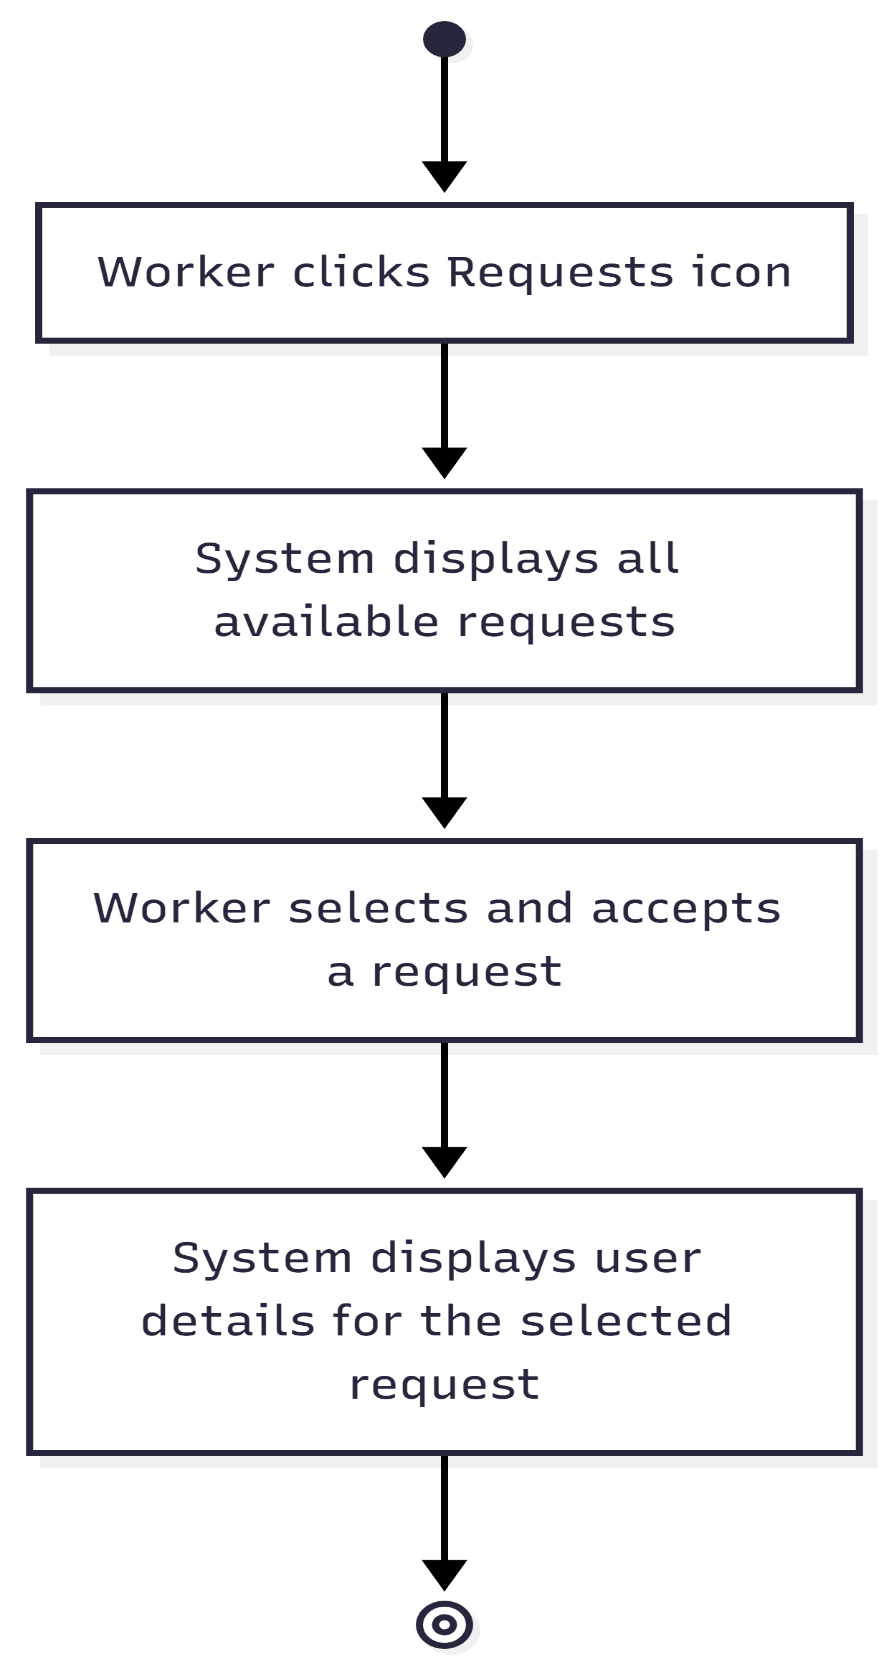 Worker clicks Requests icon
System displays all
available requests
Worker selects and accepts
a request
System displays user
details for the selected
request